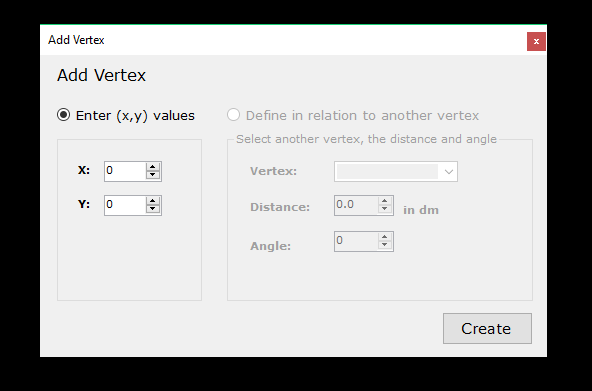 Add Vertex
x
Add Vertex
Enter (x,y) values
Define in relation to another vertex
Select another vertex, the distance and angle
X: 0
Y: 0
Vertex:
Distance: 0.0 in dm
Angle: 0
Create